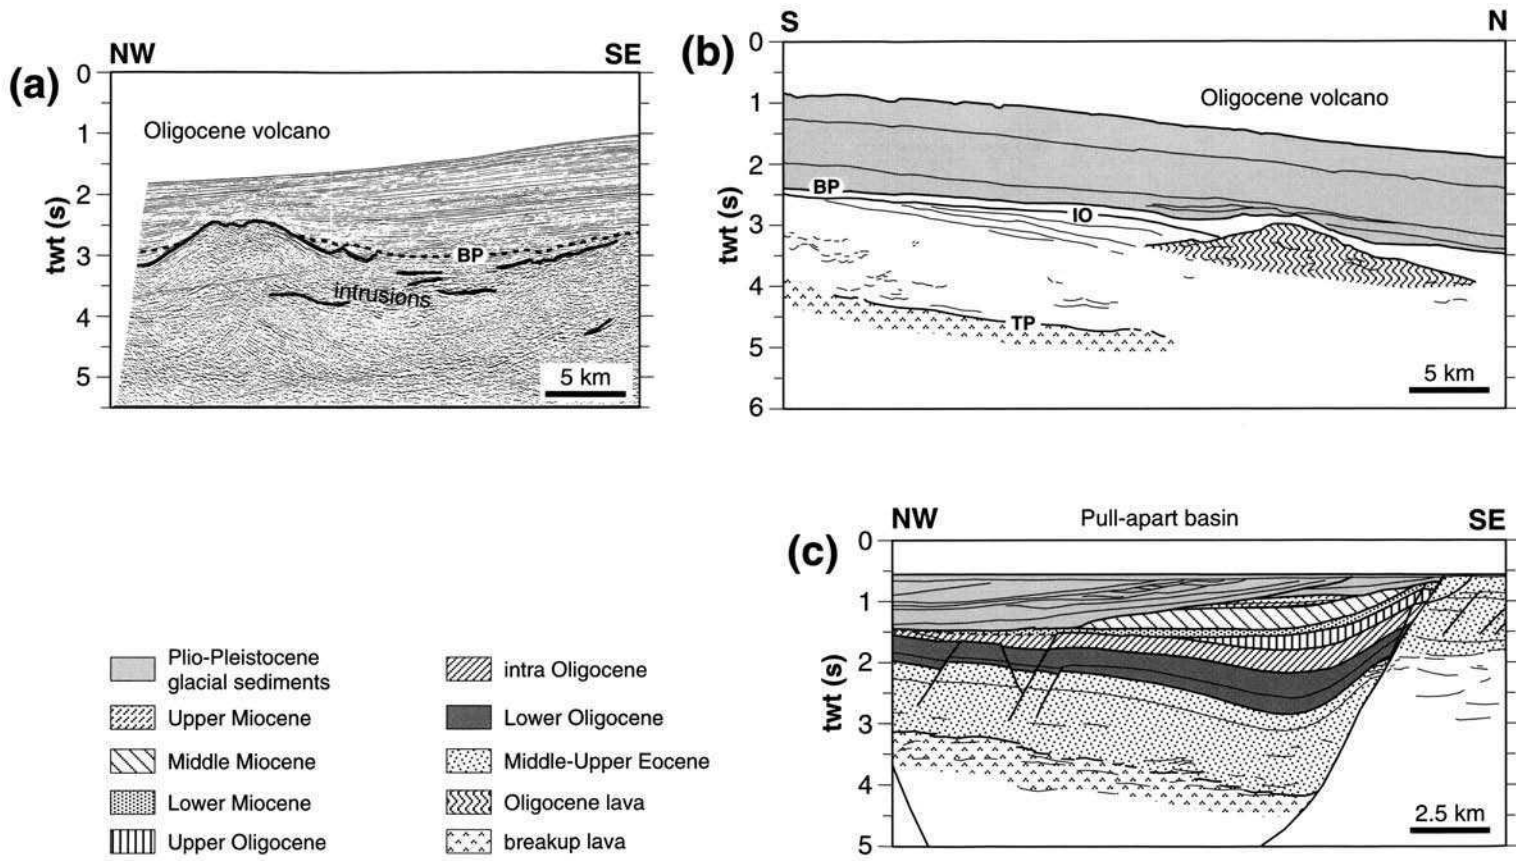 (a)
NW
SE
Oligocene volcano
BP
intrusions
5 km
twt (s)
0
1
2
3
4
5
(b)
S
N
Oligocene volcano
BP
IO
TP
5 km
twt (s)
0
1
2
3
4
5
6
(c)
NW
Pull-apart basin
SE
2.5 km
twt (s)
0
1
2
3
4
5
Plio-Pleistocene
glacial sediments
Upper Miocene
Middle Miocene
Lower Miocene
Upper Oligocene
intra Oligocene
Lower Oligocene
Middle-Upper Eocene
Oligocene lava
breakup lava